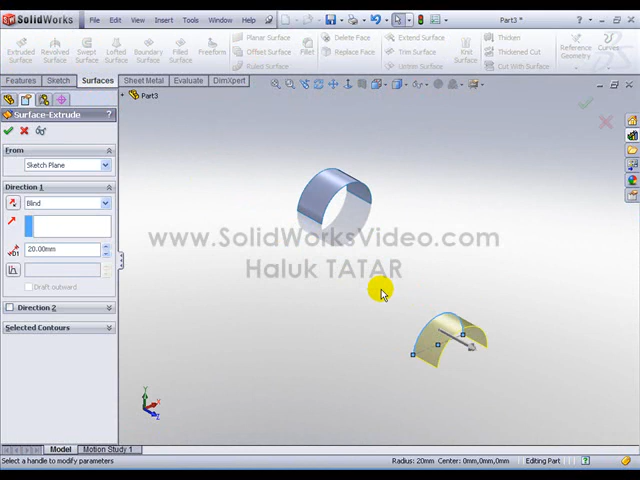 SolidWorks
File Edit View Insert Tools Window Help
Part3 *
Extruded Surface
Revolved Surface
Swept Surface
Lofted Surface
Boundary Surface
Filled Surface
Freeform
Planar Surface
Offset Surface
Ruled Surface
Delete Face
Replace Face
Extend Surface
Trim Surface
Untrim Surface
Knit Surface
Thicken
Thickened Cut
Cut With Surface
Reference Geometry
Curves
Features Sketch Surfaces Sheet Metal Evaluate DimXpert
Surface-Extrude ?
Part3
From
Sketch Plane
Direction 1
Blind
D1
20.00mm
Draft outward
Direction 2
Selected Contours
www.SolidWorksVideo.com
Haluk TATAR
Y
X
Z
Model Motion Study 1
Select a handle to modify parameters
Radius: 20mm Center: 0mm,0mm,0mm
Editing Part